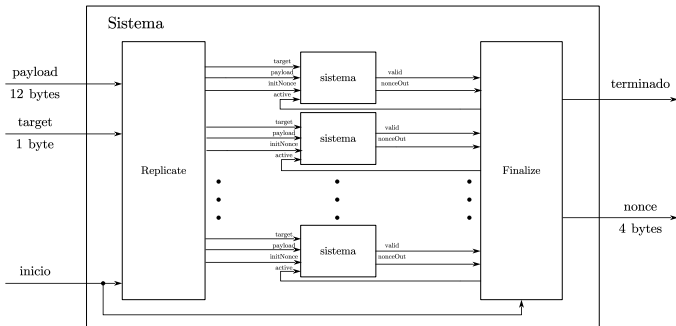 Sistema
payload
12 bytes
target
1 byte
inicio
Replicate
target
payload
initNonce
active
sistema
valid
nonceOut
target
payload
initNonce
active
sistema
valid
nonceOut
target
payload
initNonce
active
sistema
valid
nonceOut
Finalize
terminado
nonce
4 bytes